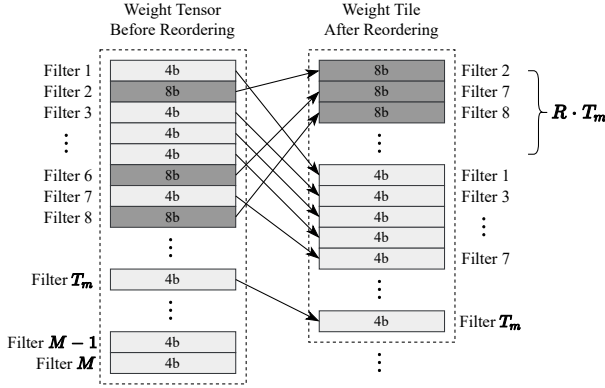 Weight Tensor
Before Reordering
Filter 1 4b
Filter 2 8b
Filter 3 4b
4b
⋮ 4b
Filter 6 8b
Filter 7 4b
Filter 8 8b
⋮
Filter T_m 4b
⋮
Filter M − 1 4b
Filter M 4b
Weight Tile
After Reordering
8b Filter 2
8b Filter 7
8b Filter 8
⋮
R · T_m
4b Filter 1
4b Filter 3
4b ⋮
4b
4b Filter 7
⋮
4b Filter T_m
⋮